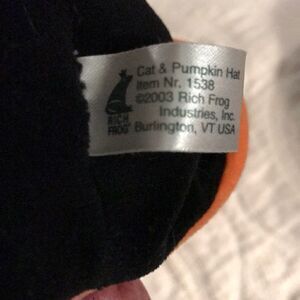 Cat & Pumpkin Hat
Item Nr. 1538
©2003 Rich Frog
Industries, Inc.
Burlington, VT USA
RICH
FROG